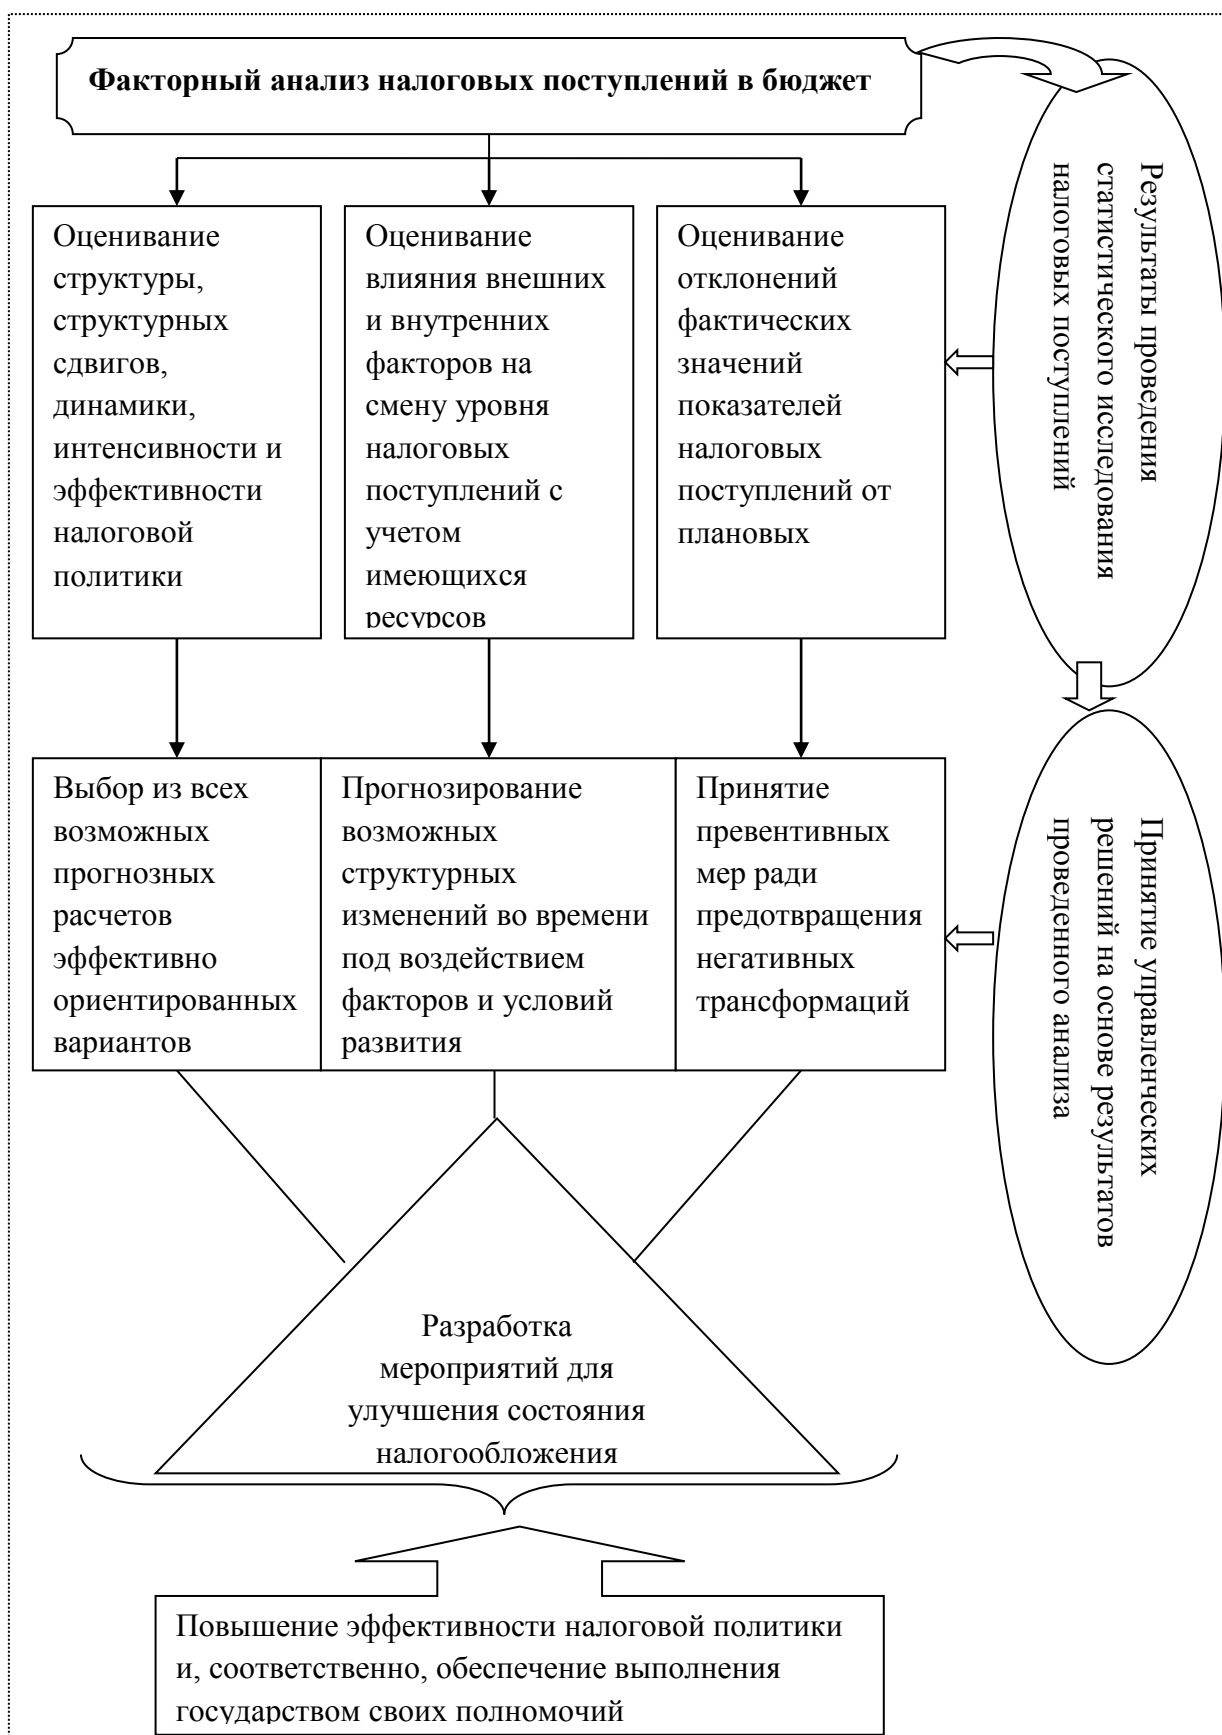 Факторный анализ налоговых поступлений в бюджет
Оценивание
структуры,
структурных
сдвигов,
динамики,
интенсивности и
эффективности
налоговой
политики
Оценивание
влияния внешних
и внутренних
факторов на
смену уровня
налоговых
поступлений с
учетом
имеющихся
ресурсов
Оценивание
отклонений
фактических
значений
показателей
налоговых
поступлений от
плановых
Результаты проведения
статистического исследования
налоговых поступлений
Выбор из всех
возможных
прогнозных
расчетов
эффективно
ориентированных
вариантов
Прогнозирование
возможных
структурных
изменений во времени
под воздействием
факторов и условий
развития
Принятие
превентивных
мер ради
предотвращения
негативных
трансформаций
Принятие управленческих
решений на основе результатов
проведенного анализа
Разработка
мероприятий для
улучшения состояния
налогообложения
Повышение эффективности налоговой политики
и, соответственно, обеспечение выполнения
государством своих полномочий